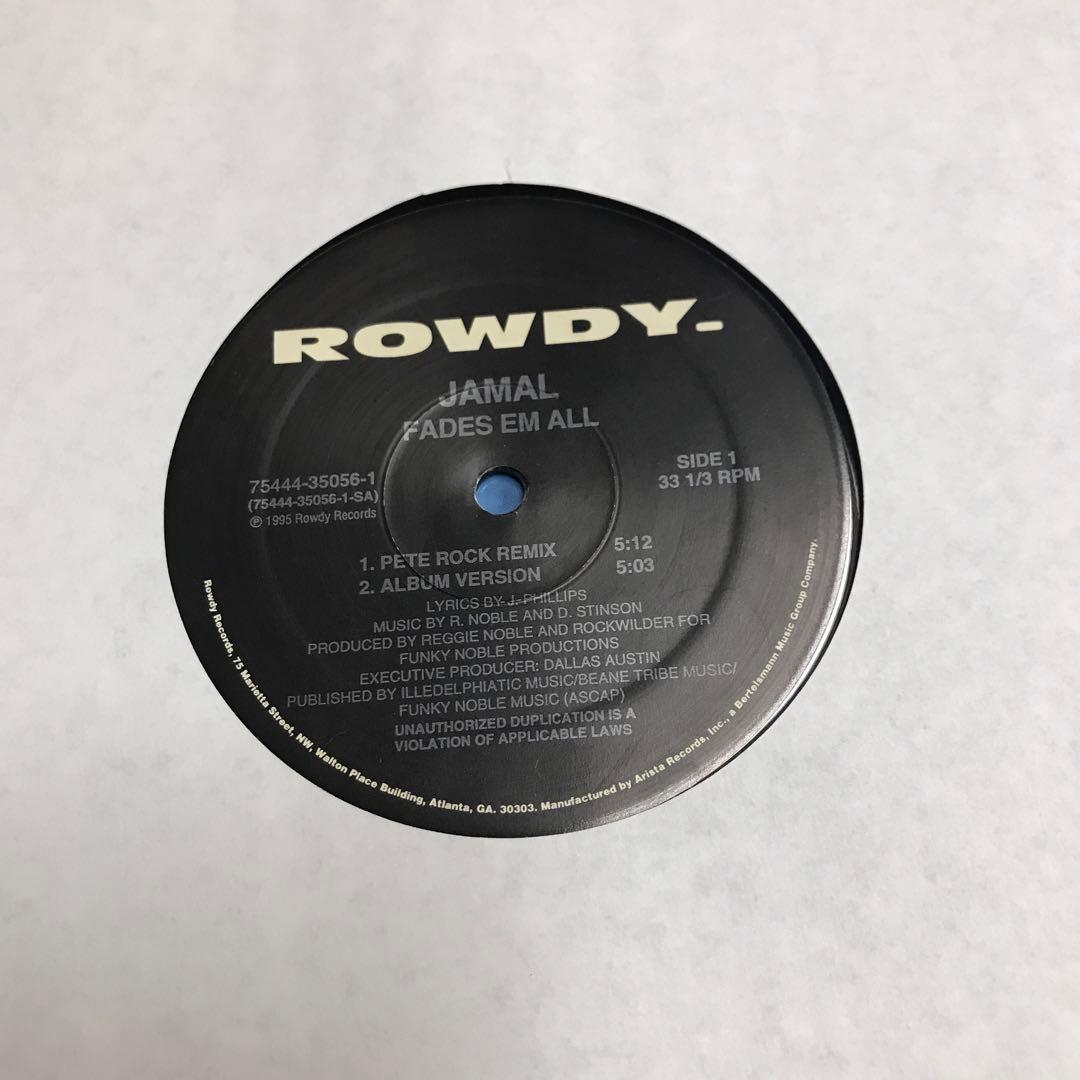 ROWDY.
JAMAL
FADES EM ALL
75444-35056-1
(75444-35056-1-SA)
℗ 1995 Rowdy Records
SIDE 1
33 1/3 RPM
1. PETE ROCK REMIX 5:12
2. ALBUM VERSION 5:03
LYRICS BY J. PHILLIPS
MUSIC BY R. NOBLE AND D. STINSON
PRODUCED BY REGGIE NOBLE AND ROCKWILDER FOR
FUNKY NOBLE PRODUCTIONS
EXECUTIVE PRODUCER: DALLAS AUSTIN
PUBLISHED BY ILLEDELPHIATIC MUSIC/BEANE TRIBE MUSIC/
FUNKY NOBLE MUSIC (ASCAP)
UNAUTHORIZED DUPLICATION IS A
VIOLATION OF APPLICABLE LAWS
Rowdy Records, 75 Marietta Street, NW, Walton Place Building, Atlanta, GA. 30303. Manufactured by Arista Records, Inc., a Bertelsmann Music Group Company.